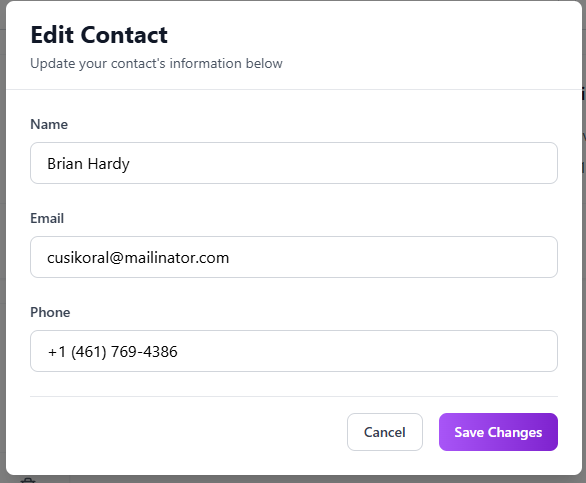 Edit Contact
Update your contact's information below
Name
Brian Hardy
Email
cusikoral@mailinator.com
Phone
+1 (461) 769-4386
Cancel
Save Changes